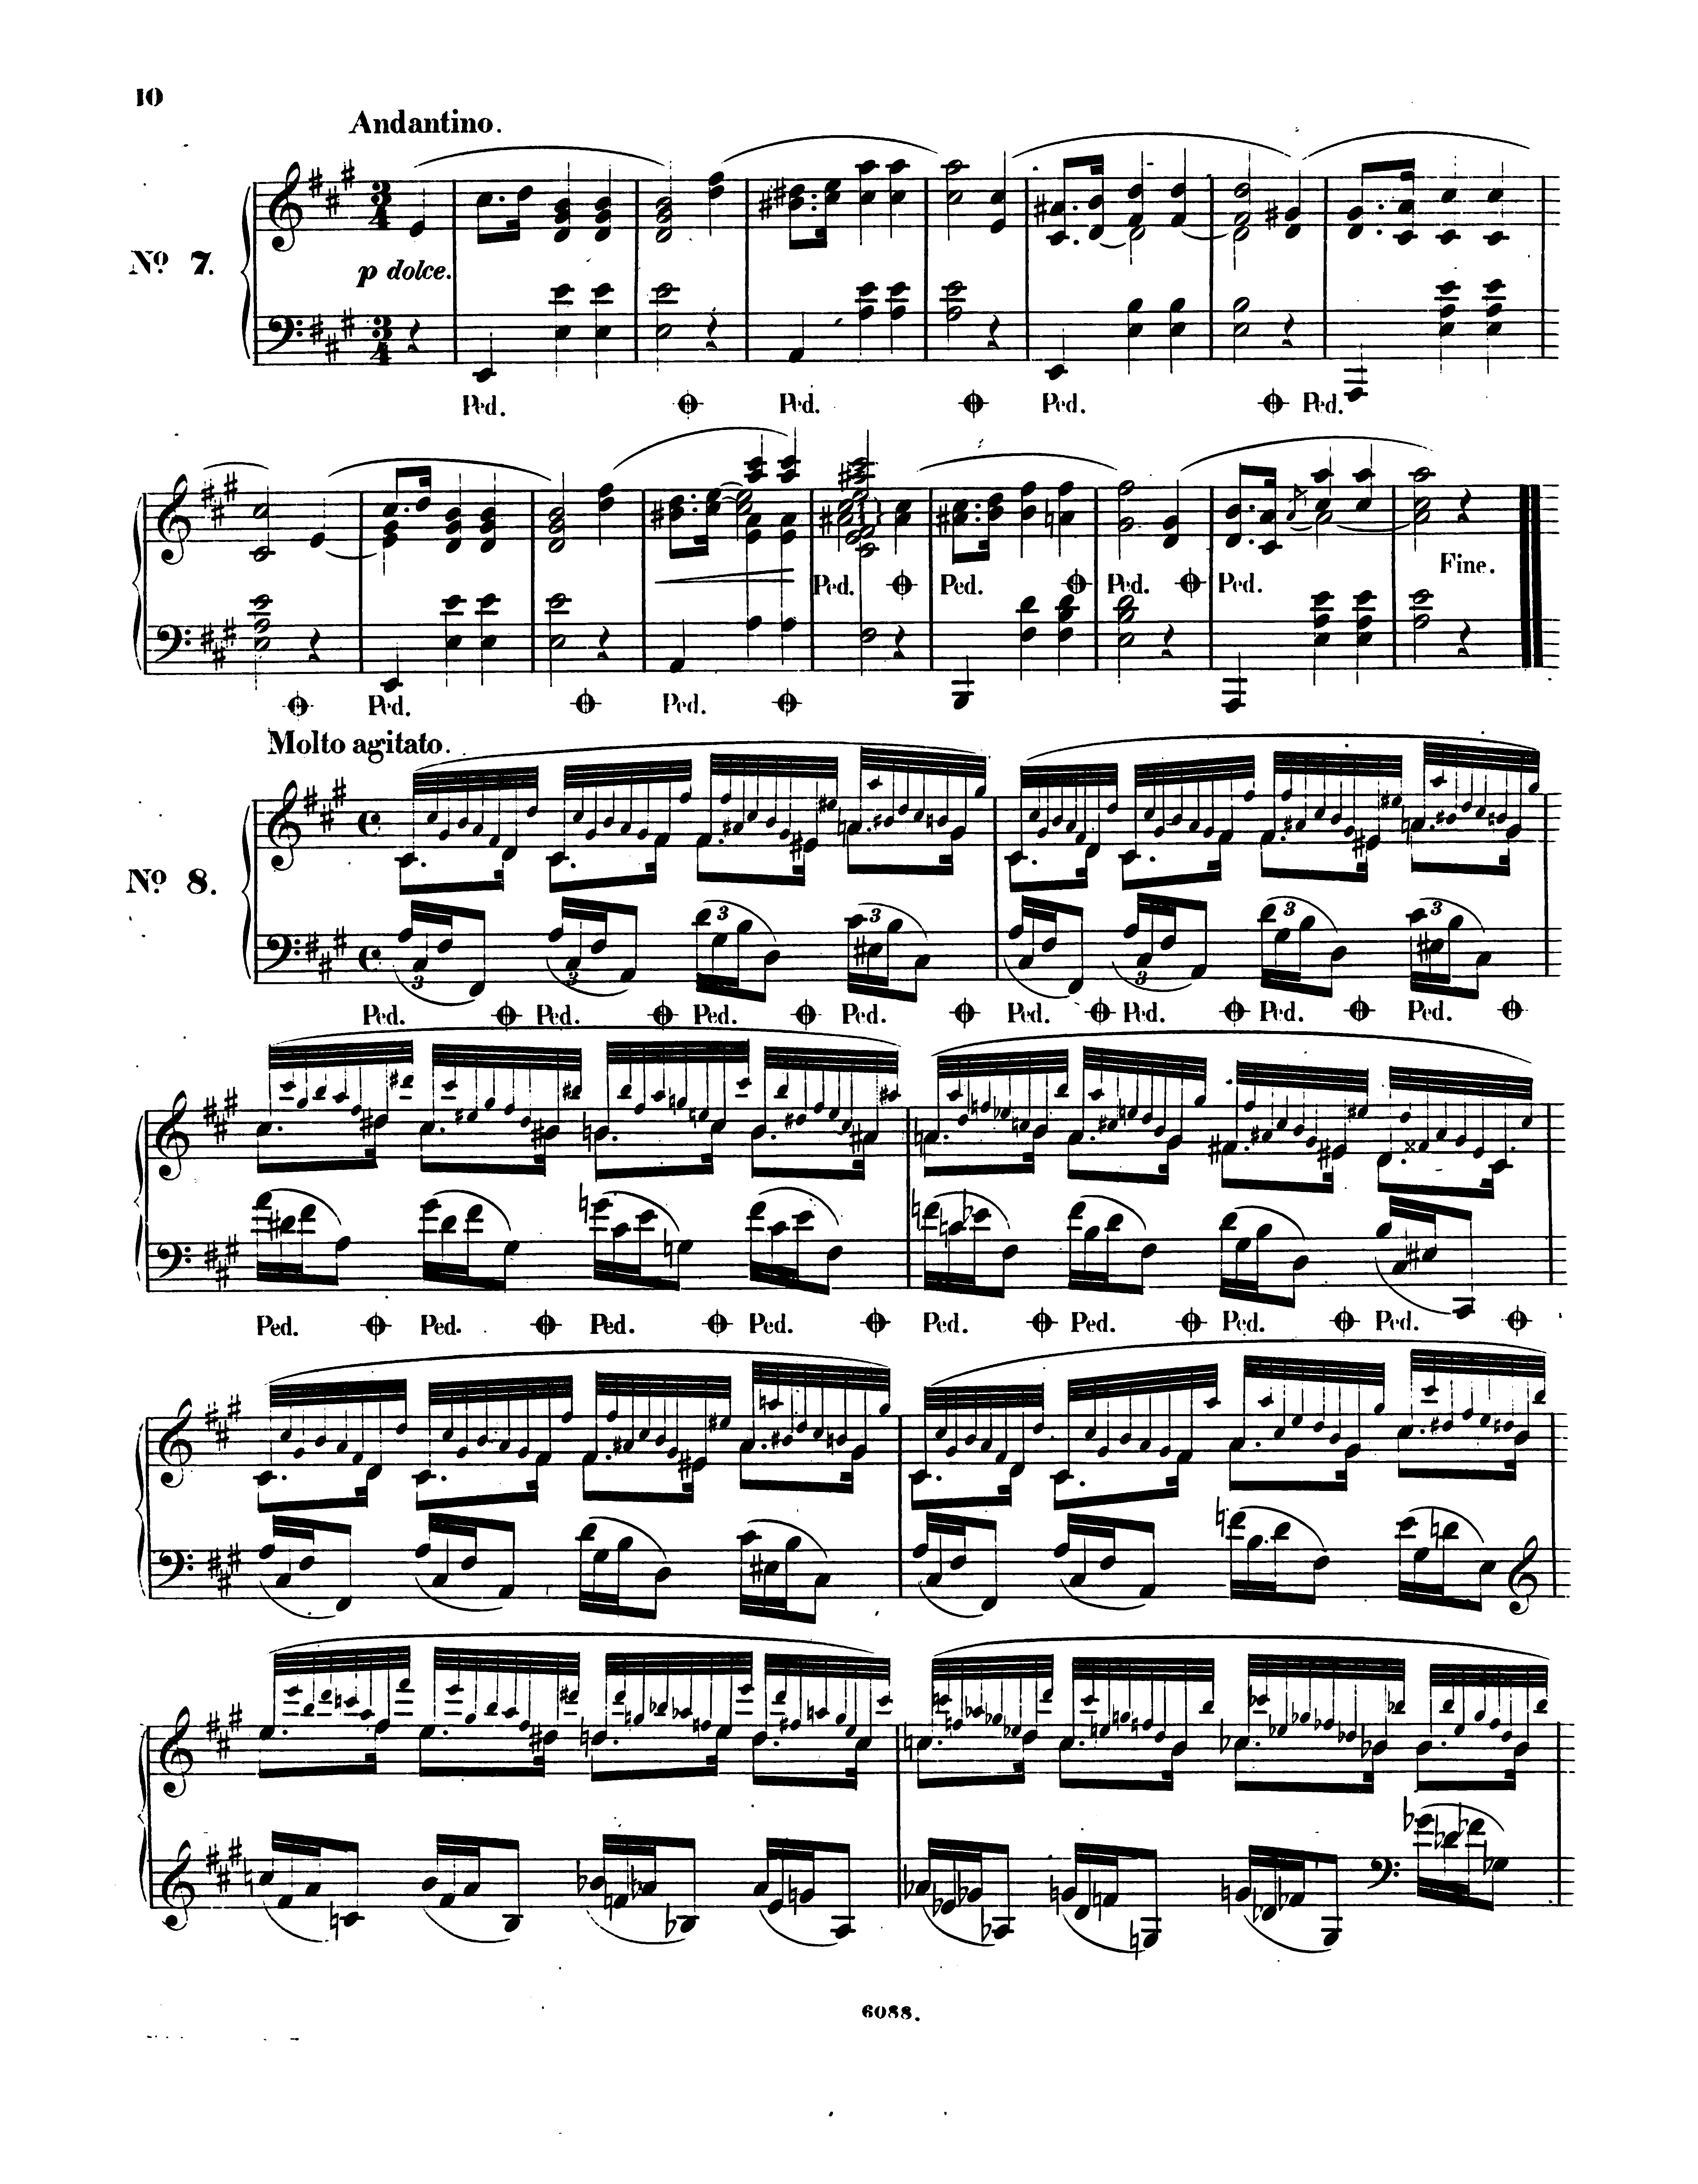 10
Andantino.
Nº 7.
3 3
4 4
p dolce.
Ped. Ped. Ped. Ped.
Ped. Ped. Ped. Ped.
Fine.
Ped. Ped.
Molto agitato.
Nº 8.
3 3
3 3 3 3
Ped. Ped. Ped. Ped. Ped. Ped. Ped. Ped.
Ped. Ped. Ped. Ped. Ped. Ped. Ped. Ped.
6088.